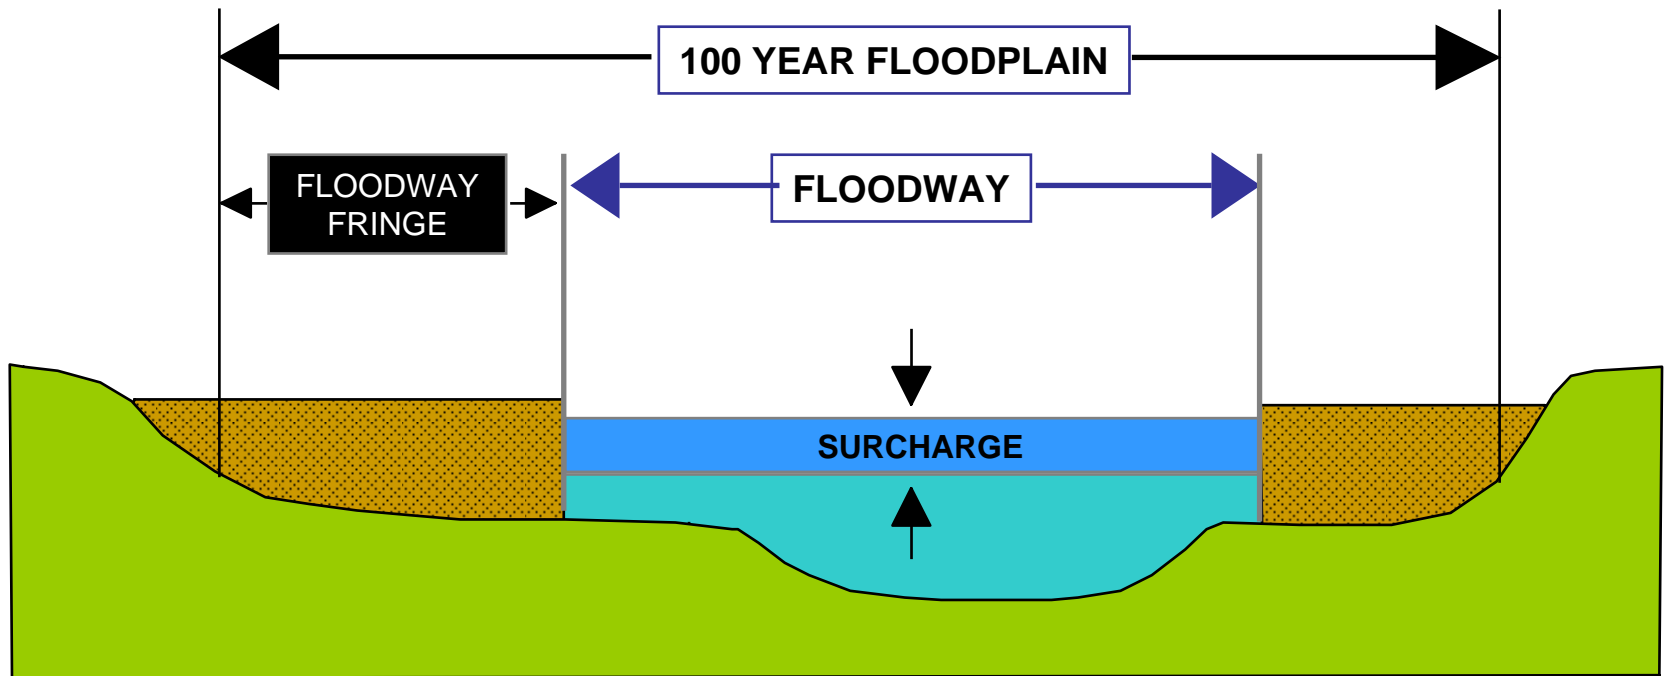 100 YEAR FLOODPLAIN
FLOODWAY
FRINGE
FLOODWAY
SURCHARGE